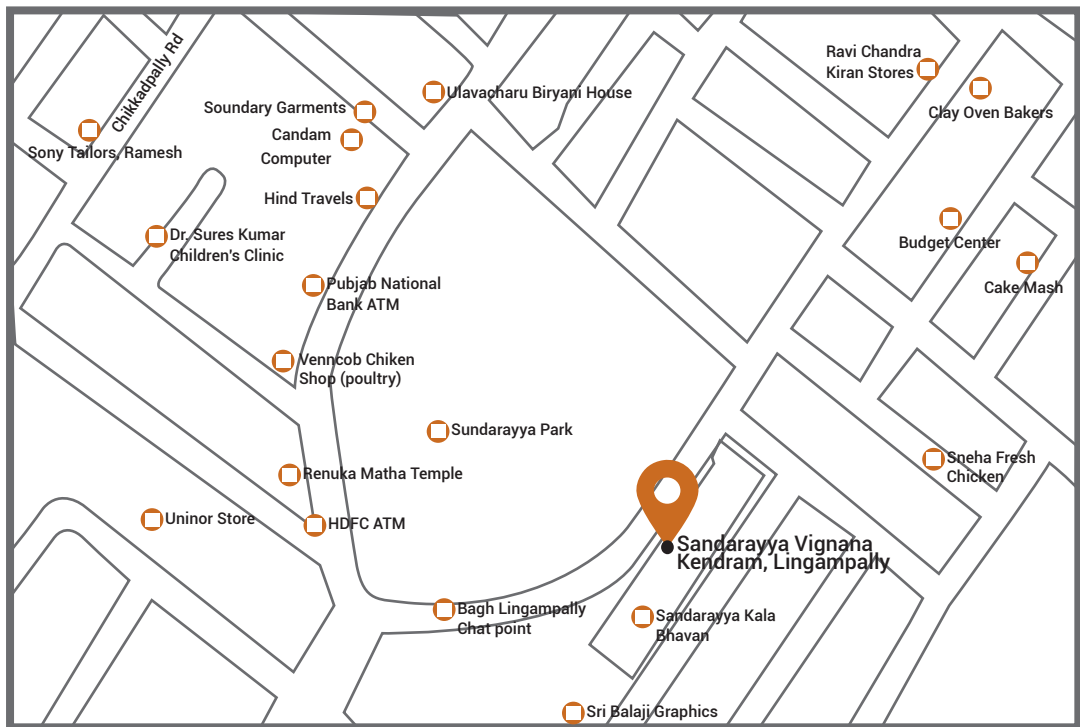 Chikkadpally Rd
Ravi Chandra
Kiran Stores
Ulavacharu Biryani House
Soundary Garments
Clay Oven Bakers
Candam
Computer
Sony Tailors, Ramesh
Hind Travels
Dr. Sures Kumar
Children's Clinic
Budget Center
Pubjab National
Bank ATM
Cake Mash
Venncob Chiken
Shop (poultry)
Sundarayya Park
Sneha Fresh
Chicken
Renuka Matha Temple
Uninor Store
HDFC ATM
Sandarayya Vignana
Kendram, Lingampally
Bagh Lingampally
Chat point
Sandarayya Kala
Bhavan
Sri Balaji Graphics